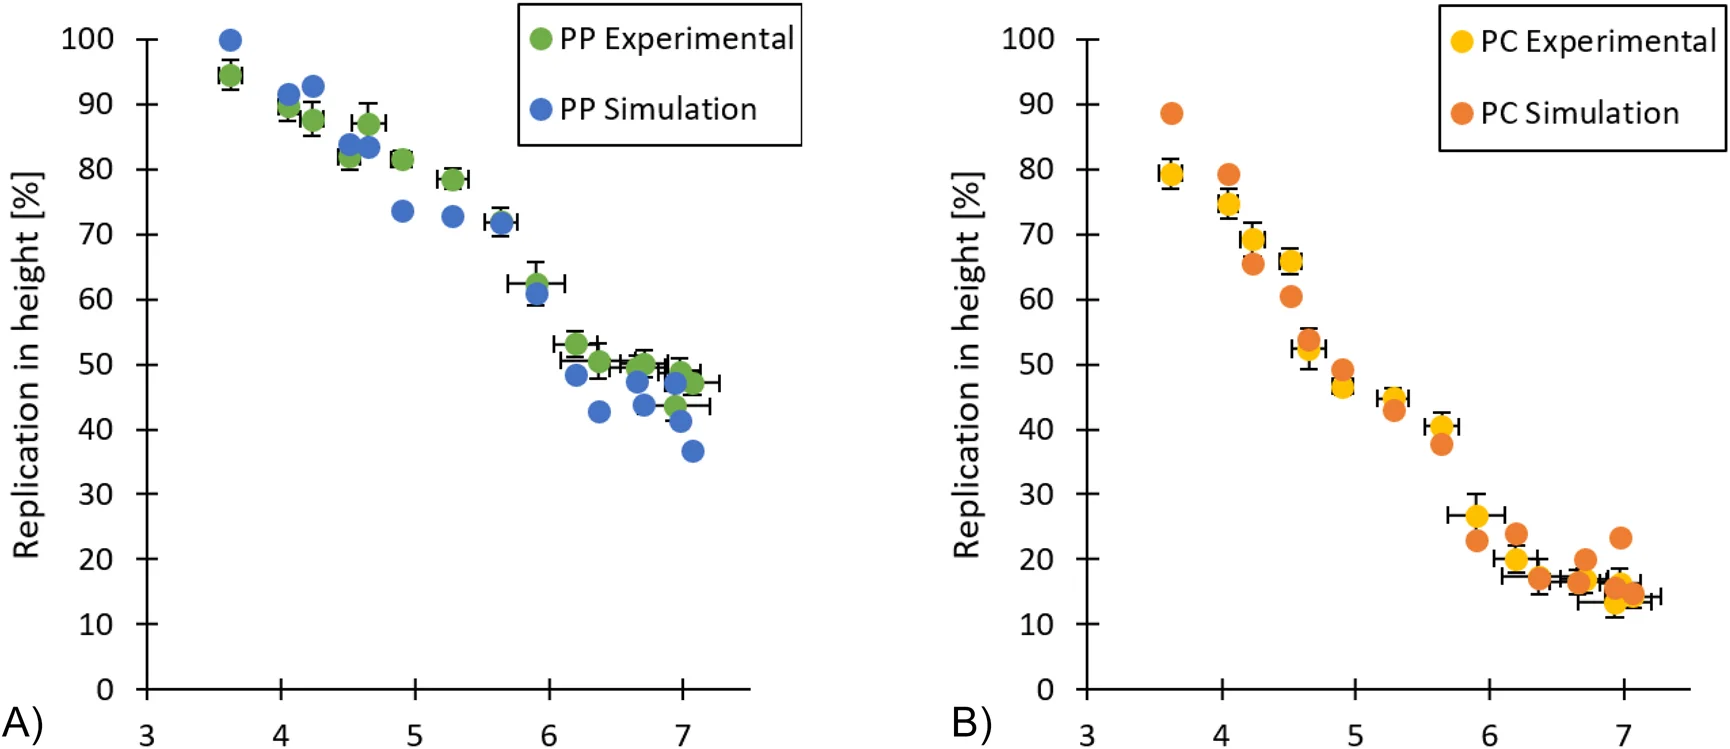 PP Experimental
PP Simulation
Replication in height [%]
100
90
80
70
60
50
40
30
20
10
0
3 4 5 6 7
A)
PC Experimental
PC Simulation
Replication in height [%]
100
90
80
70
60
50
40
30
20
10
0
3 4 5 6 7
B)